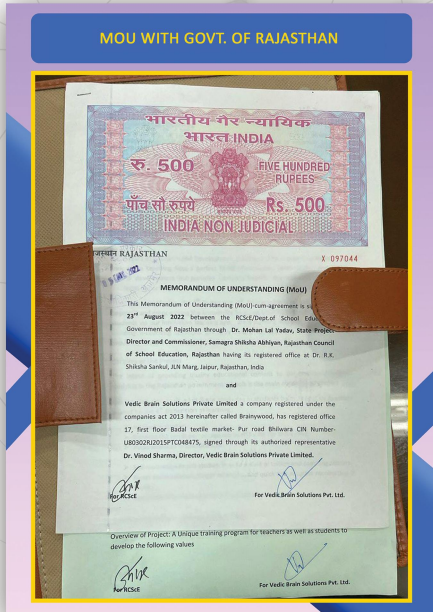 MOU WITH GOVT. OF RAJASTHAN
भारतीय गैर न्यायिक
भारत INDIA
रु. 500
FIVE HUNDRED
RUPEES
पाँच सौ रुपये
Rs. 500
INDIA NON JUDICIAL
RAJASTHAN
X 097044
MEMORANDUM OF UNDERSTANDING (MoU)
This Memorandum of Understanding (MoU)-cum-agreement is
23rd August 2022 between the RCScE/Dept.of School
Government of Rajasthan through Dr. Mohan Lal Yadav, State Project
Director and Commissioner, Samagra Shiksha Abhiyan, Rajasthan Council
of School Education, Rajasthan having its registered office at Dr. R.K.
Shiksha Sankul, JLN Marg, Jaipur, Rajasthan, India
and
Vedic Brain Solutions Private Limited a company registered under the
companies act 2013 hereinafter called Brainywood, has registered office
17, first floor Badal textile market- Pur road Bhilwara CIN Number-
U80302RJ2015PTC048475, signed through its authorized representative
Dr. Vinod Sharma, Director, Vedic Brain Solutions Private Limited.
For RCScE
For Vedic Brain Solutions Pvt. Ltd.
Overview of Project: A Unique training program for teachers as well as students to
develop the following values
For RCScE
For Vedic Brain Solutions Pvt. Ltd.